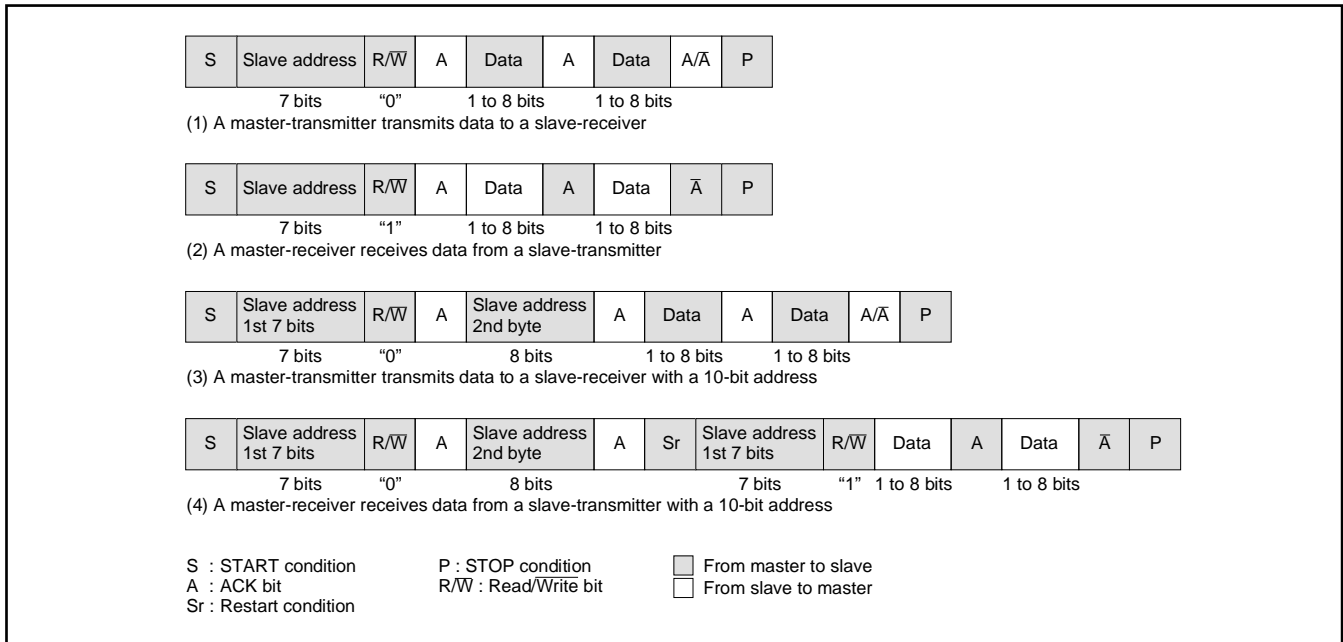 S Slave address R/W̅ A Data A Data A/A̅ P
7 bits “0” 1 to 8 bits 1 to 8 bits
(1) A master-transmitter transmits data to a slave-receiver
S Slave address R/W̅ A Data A Data A̅ P
7 bits “1” 1 to 8 bits 1 to 8 bits
(2) A master-receiver receives data from a slave-transmitter
S Slave address 1st 7 bits R/W̅ A Slave address 2nd byte A Data A Data A/A̅ P
7 bits “0” 8 bits 1 to 8 bits 1 to 8 bits
(3) A master-transmitter transmits data to a slave-receiver with a 10-bit address
S Slave address 1st 7 bits R/W̅ A Slave address 2nd byte A Sr Slave address 1st 7 bits R/W̅ Data A Data A̅ P
7 bits “0” 8 bits 7 bits “1” 1 to 8 bits 1 to 8 bits
(4) A master-receiver receives data from a slave-transmitter with a 10-bit address
S : START condition P : STOP condition From master to slave
A : ACK bit R/W̅ : Read/W̅r̅i̅t̅e̅ bit From slave to master
Sr : Restart condition